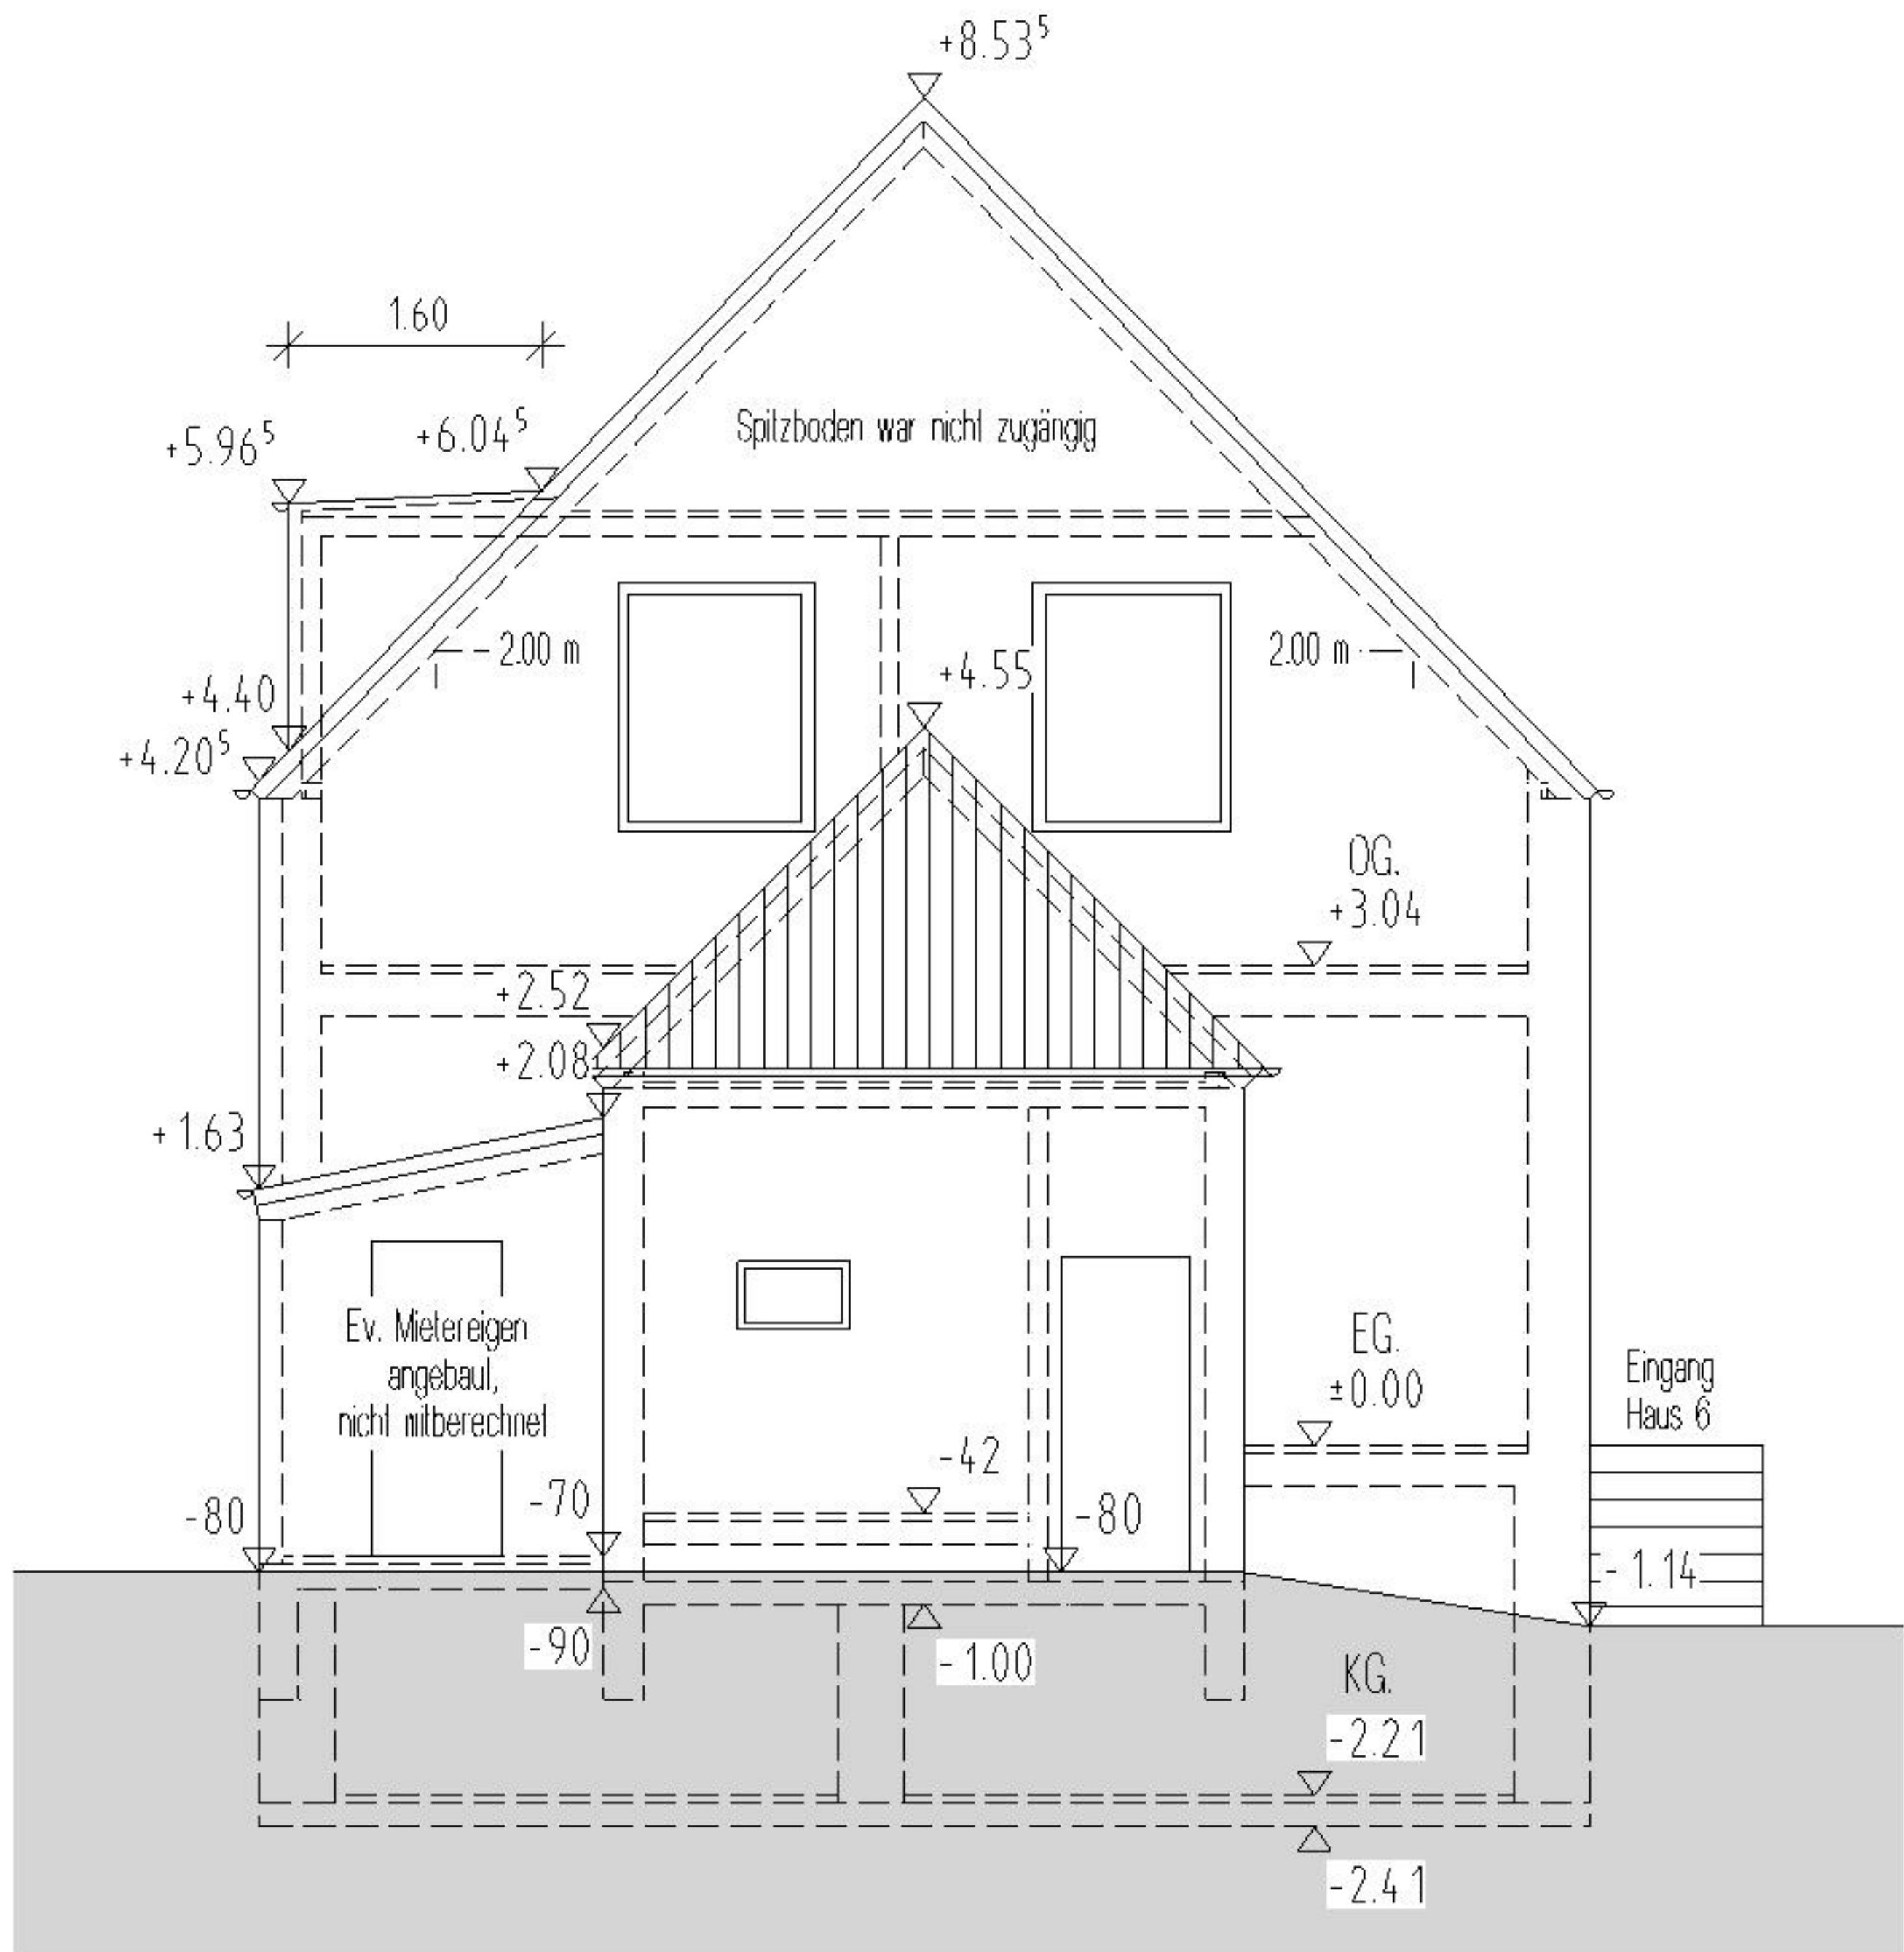 +8.53⁵
1.60
+5.96⁵
+6.04⁵
Spitzboden war nicht zugängig
2.00 m
2.00 m
+4.40
+4.55
+4.20⁵
OG.
+3.04
+2.52
+2.08
+1.63
Ev. Mietereigen
angebaut,
nicht mitberechnet
EG.
±0.00
Eingang
Haus 6
-42
-80
-70
-80
-1.14
-90
-1.00
KG.
-2.21
-2.41